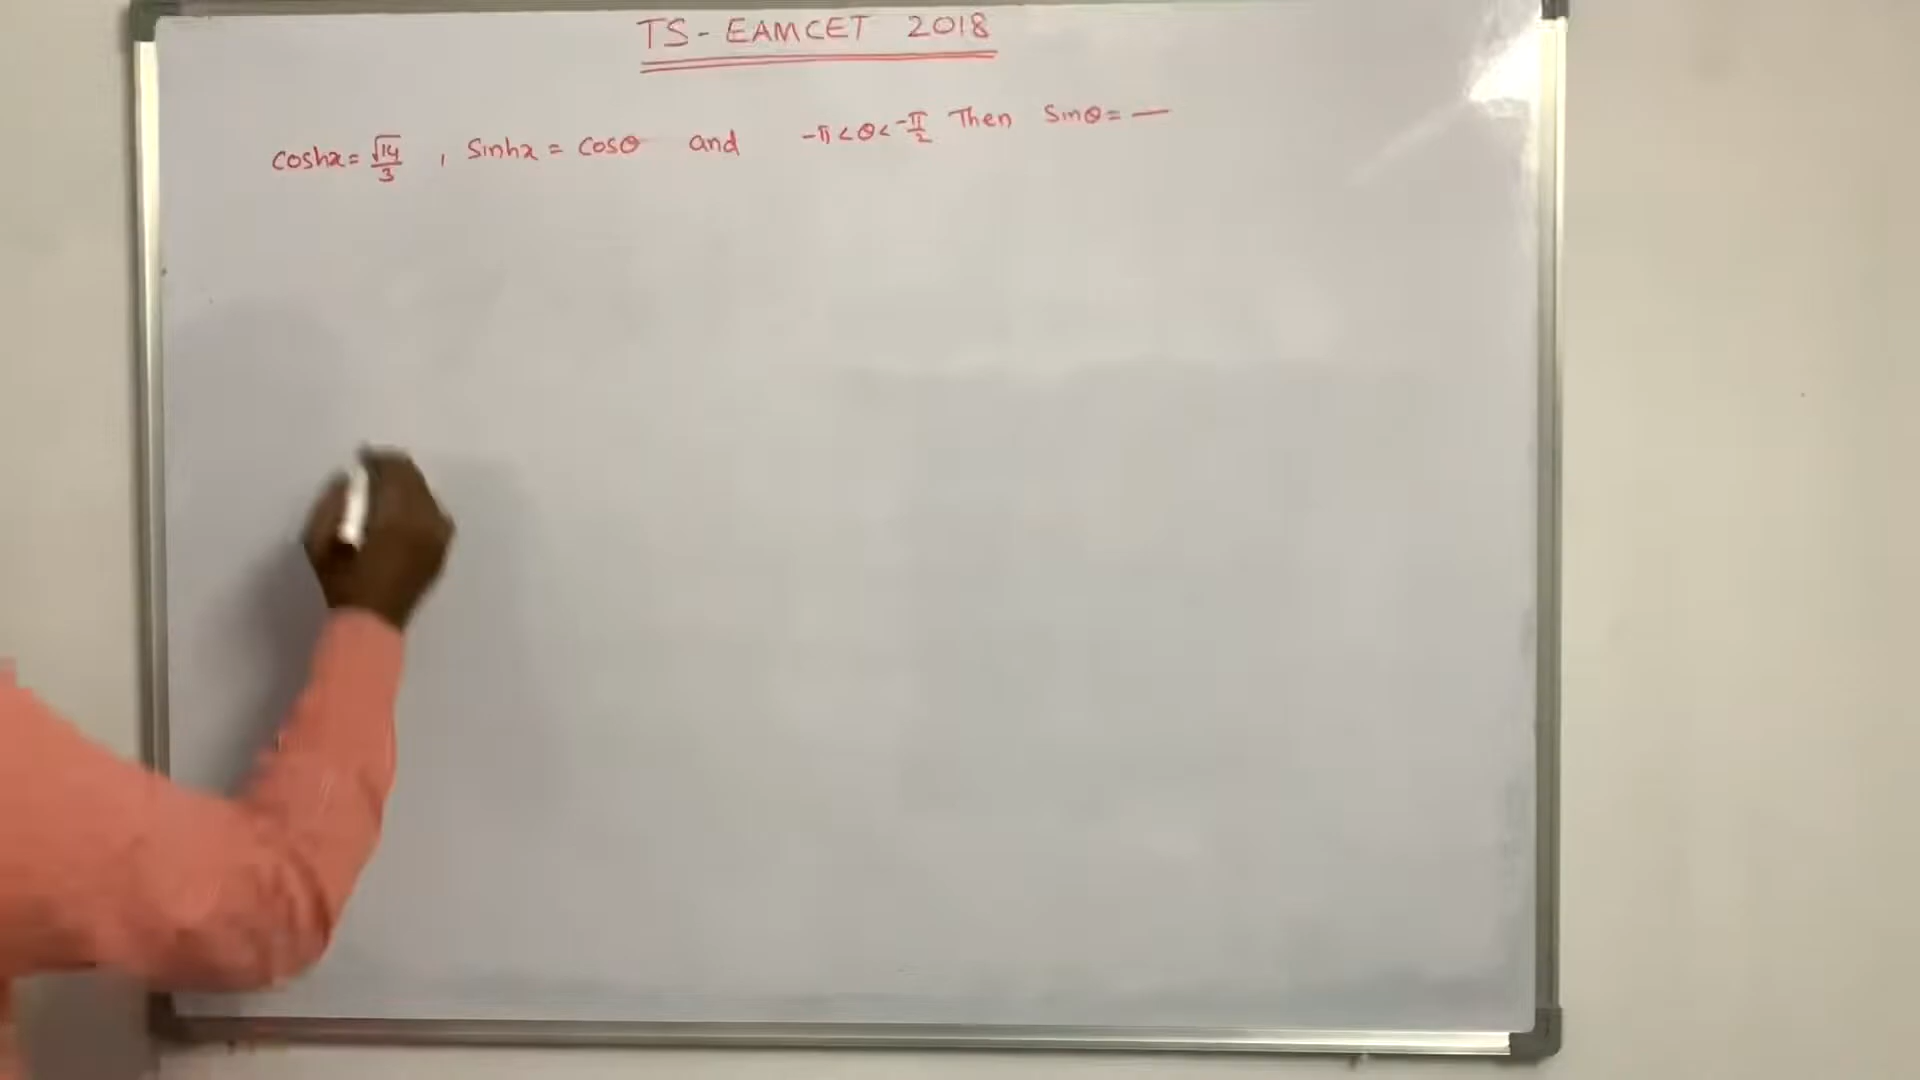 TS - EAMCET 2018
coshx = √14/3 , Sinhx = cosθ and -π < θ < -π/2 Then Sinθ = —